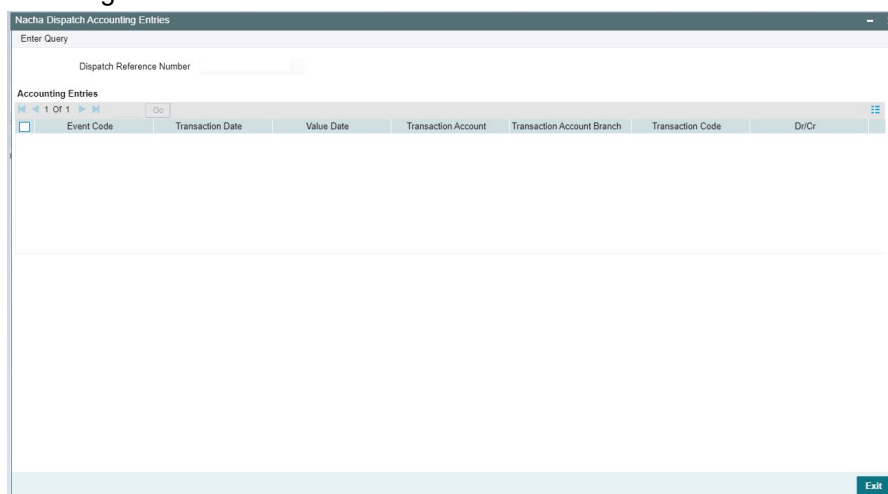 Nacha Dispatch Accounting Entries
Enter Query
Dispatch Reference Number
Accounting Entries
1 Of 1 Go
Event Code Transaction Date Value Date Transaction Account Transaction Account Branch Transaction Code Dr/Cr
Exit